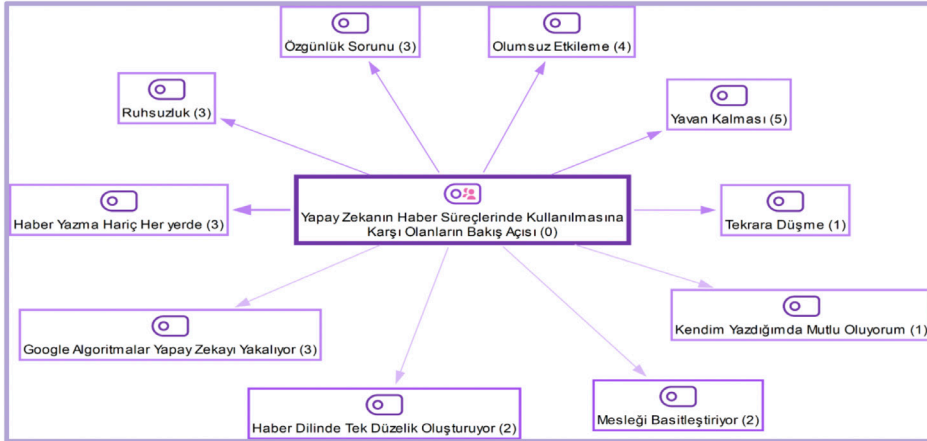 Özgünlük Sorunu (3)
Olumsuz Etkileme (4)
Ruhsuzluk (3)
Yavan Kalması (5)
Yapay Zekanın Haber Süreçlerinde Kullanılmasına
Karşı Olanların Bakış Açısı (0)
Haber Yazma Hariç Her yerde (3)
Tekrara Düşme (1)
Kendim Yazdığımda Mutlu Oluyorum (1)
Google Algoritmalar Yapay Zekayı Yakalıyor (3)
Haber Dilinde Tek Düzelik Oluşturuyor (2)
Mesleği Basitleştiriyor (2)